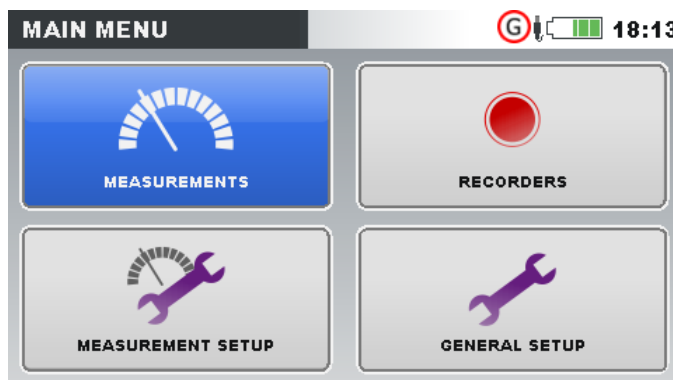 MAIN MENU
G 18:13
MEASUREMENTS
RECORDERS
MEASUREMENT SETUP
GENERAL SETUP